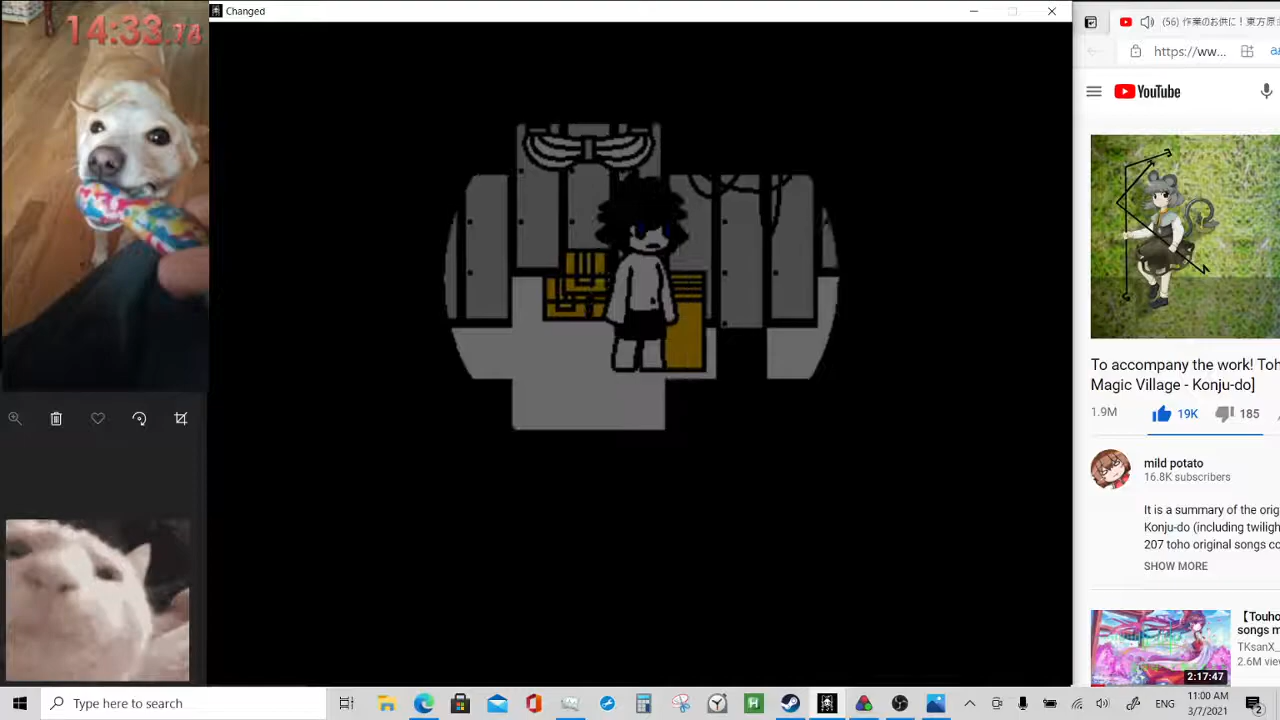 14:33.
Changed
(56) 作業のお供に！東方原
https://ww...
YouTube
To accompany the work! Toh
Magic Village - Konju-do]
1.9M
19K
185
mild potato
16.8K subscribers
It is a summary of the orig
Konju-do (including twiligh
207 toho original songs co
SHOW MORE
【Touho
songs m
TKsanX_
2.6M view
2:17:47
Type here to search
ENG
11:00 AM
3/7/2021
2